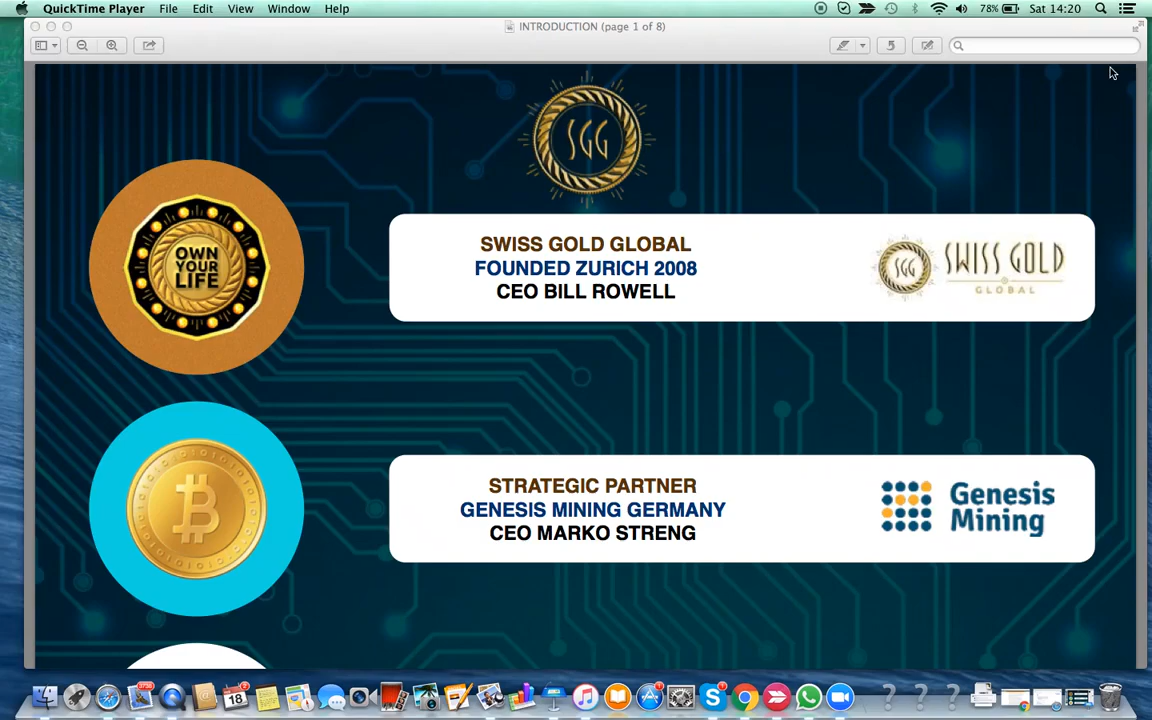 QuickTime Player File Edit View Window Help 78% Sat 14:20
INTRODUCTION (page 1 of 8)
SGG
OWN
YOUR
LIFE
SWISS GOLD GLOBAL
FOUNDED ZURICH 2008
CEO BILL ROWELL
SGG
SWISS GOLD
GLOBAL
STRATEGIC PARTNER
GENESIS MINING GERMANY
CEO MARKO STRENG
Genesis
Mining
18